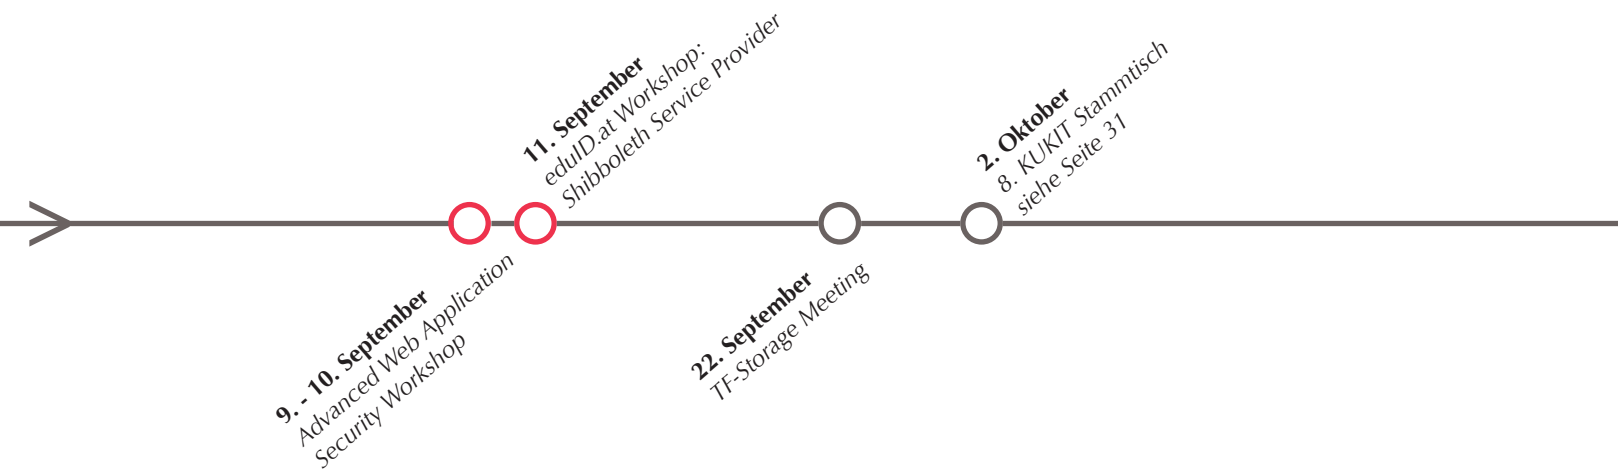 9. - 10. September
Advanced Web Application
Security Workshop
11. September
eduID.at Workshop:
Shibboleth Service Provider
22. September
TF-Storage Meeting
2. Oktober
8. KUKIT Stammtisch
siehe Seite 31